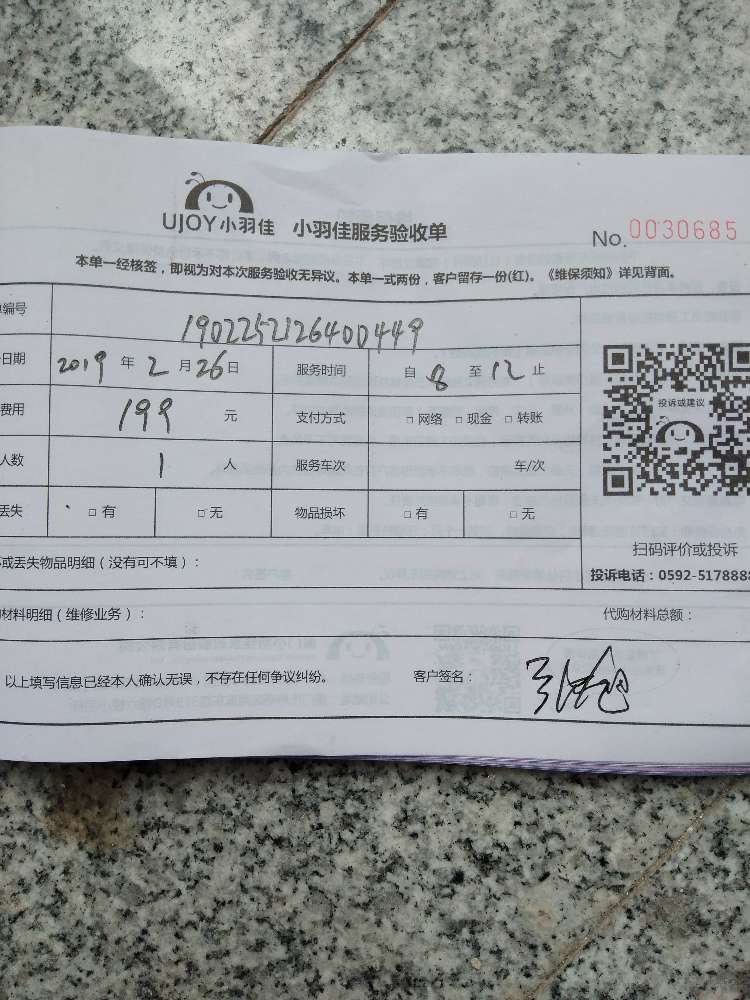 UJOY小羽佳 小羽佳服务验收单
No. 0030685
本单一经核签，即视为对本次服务验收无异议。本单一式两份，客户留存一份(红)。《维保须知》详见背面。
编号 1902252126400449
日期 2019 年 2 月 26 日 服务时间 自 8 至 12 止
费用 199 元 支付方式 □ 网络 □ 现金 □ 转账
投诉或建议
人数 1 人 服务车次 车/次
丢失 □ 有 □ 无 物品损坏 □ 有 □ 无
扫码评价或投诉
或丢失物品明细（没有可不填）：
投诉电话：0592-5178888
材料明细（维修业务）： 代购材料总额：
以上填写信息已经本人确认无误，不存在任何争议纠纷。 客户签名：